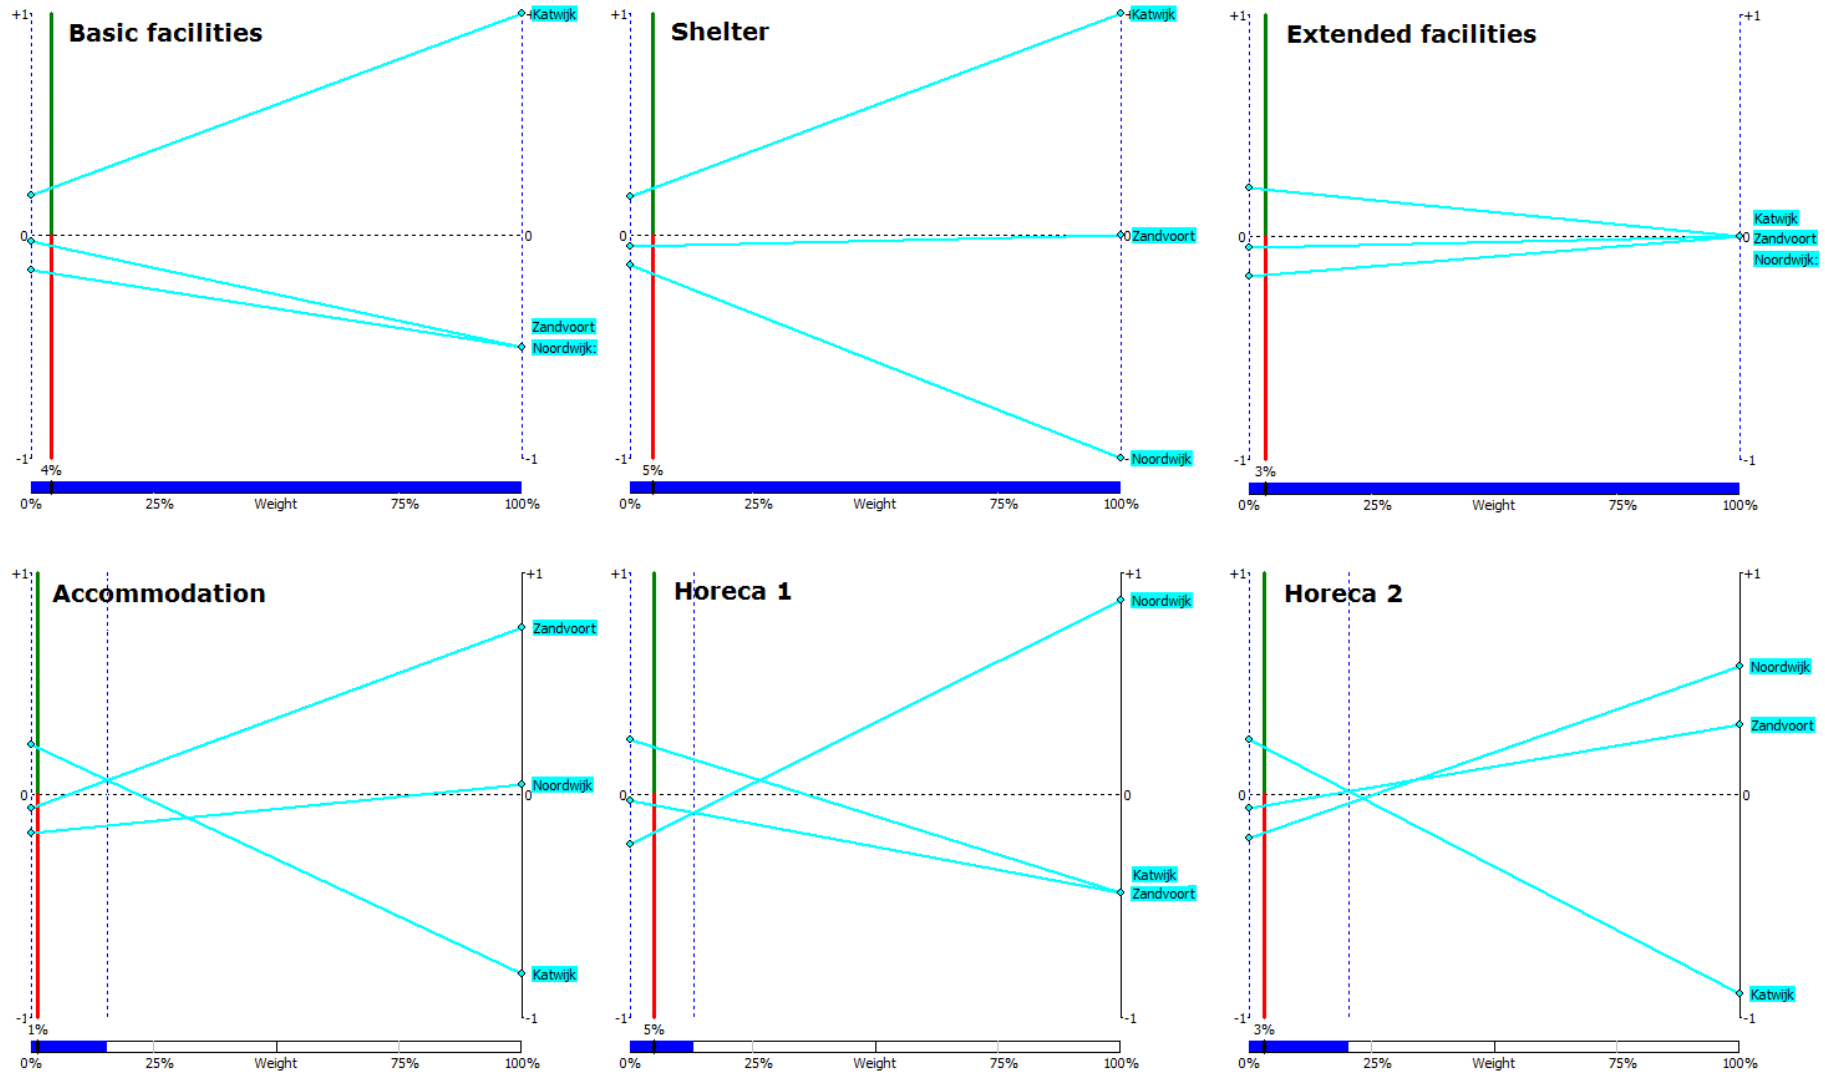 Basic facilities
+1
Katwijk
0
0
Zandvoort
Noordwijk:
-1
-1
4%
0%
25%
Weight
75%
100%
Shelter
+1
Katwijk
0
0
Zandvoort
-1
Noordwijk
5%
0%
25%
Weight
75%
100%
Extended facilities
+1
+1
Katwijk
0
0
Zandvoort
Noordwijk:
-1
-1
3%
0%
25%
Weight
75%
100%
Accommodation
+1
+1
Zandvoort
Noordwijk
0
0
Katwijk
-1
-1
1%
0%
25%
Weight
75%
100%
Horeca 1
+1
+1
Noordwijk
0
0
Katwijk
Zandvoort
-1
-1
5%
0%
25%
Weight
75%
100%
Horeca 2
+1
+1
Noordwijk
Zandvoort
0
0
Katwijk
-1
-1
3%
0%
25%
Weight
75%
100%